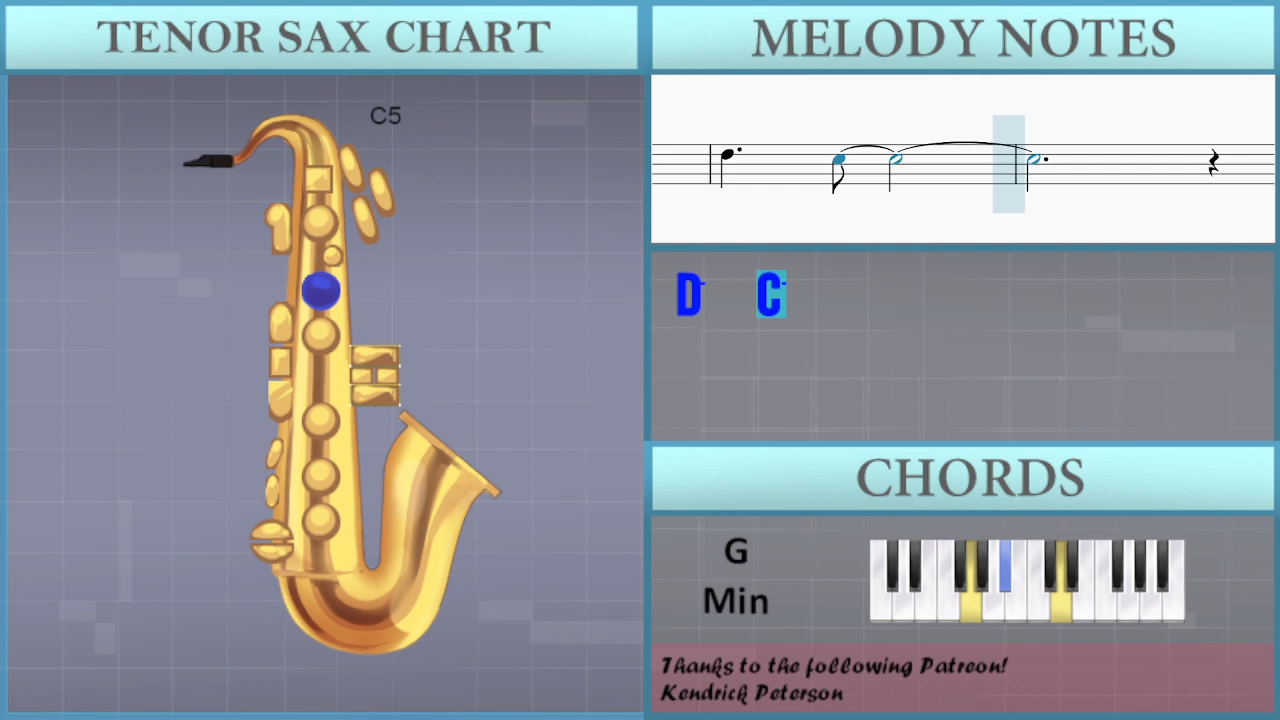 TENOR SAX CHART
C5
MELODY NOTES
D- C-
CHORDS
G
Min
Thanks to the following Patreon!
Kendrick Peterson